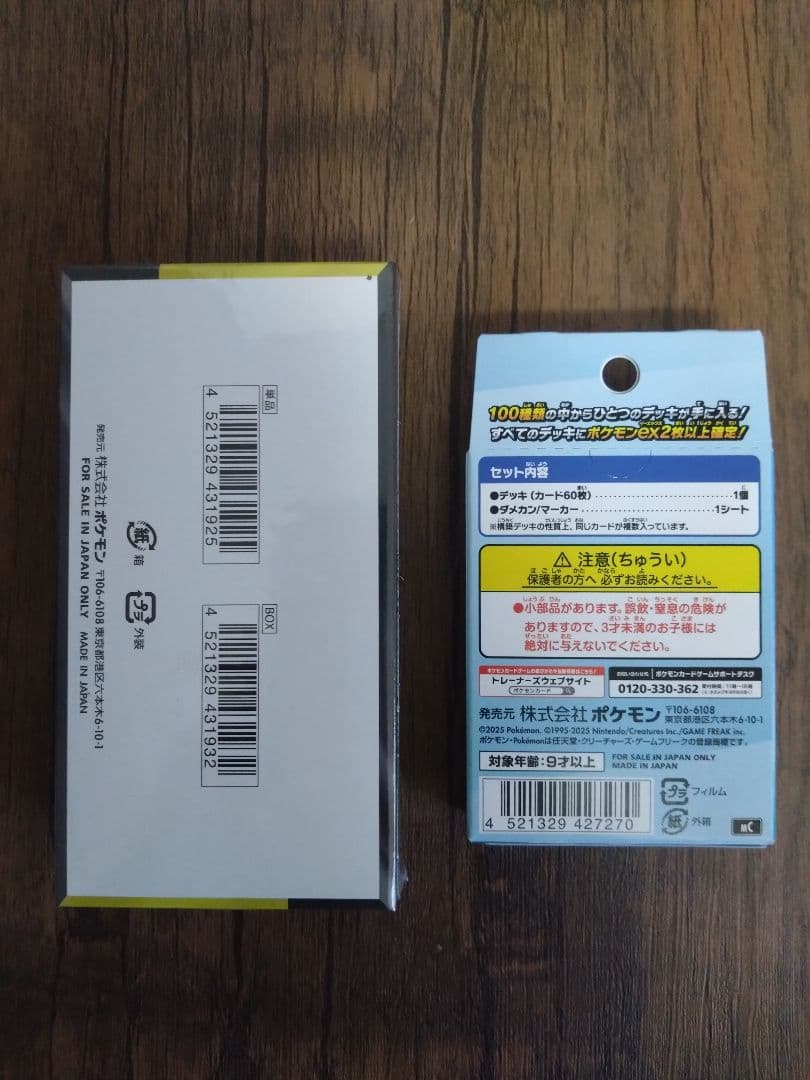 単品
4 521329 431925
BOX
4 521329 431932
紙 箱
プラ 外装
発売元 株式会社 ポケモン 〒106-6108 東京都港区六本木6-10-1
FOR SALE IN JAPAN ONLY MADE IN JAPAN
100種類の中からひとつのデッキが手に入る!
すべてのデッキにポケモンex2枚以上確定!
セット内容
●デッキ(カード60枚)……………………1個
●ダメカン/マーカー……………………1シート
※構築デッキの性質上、同じカードが複数入っています。
注意(ちゅうい)
保護者の方へ 必ずお読みください。
●小部品があります。誤飲・窒息の危険が
ありますので、3才未満のお子様には
絶対に与えないでください。
トレーナーズウェブサイト
ポケモンカード
ポケモンカードゲームサポートデスク
0120-330-362
発売元 株式会社 ポケモン 〒106-6108
東京都港区六本木6-10-1
©2025 Pokémon. ©1995-2025 Nintendo/Creatures Inc./GAME FREAK inc.
ポケモン・Pokémonは任天堂・クリーチャーズ・ゲームフリークの登録商標です。
対象年齢:9才以上
FOR SALE IN JAPAN ONLY
MADE IN JAPAN
4 521329 427270
プラ フィルム
紙 外箱
MC